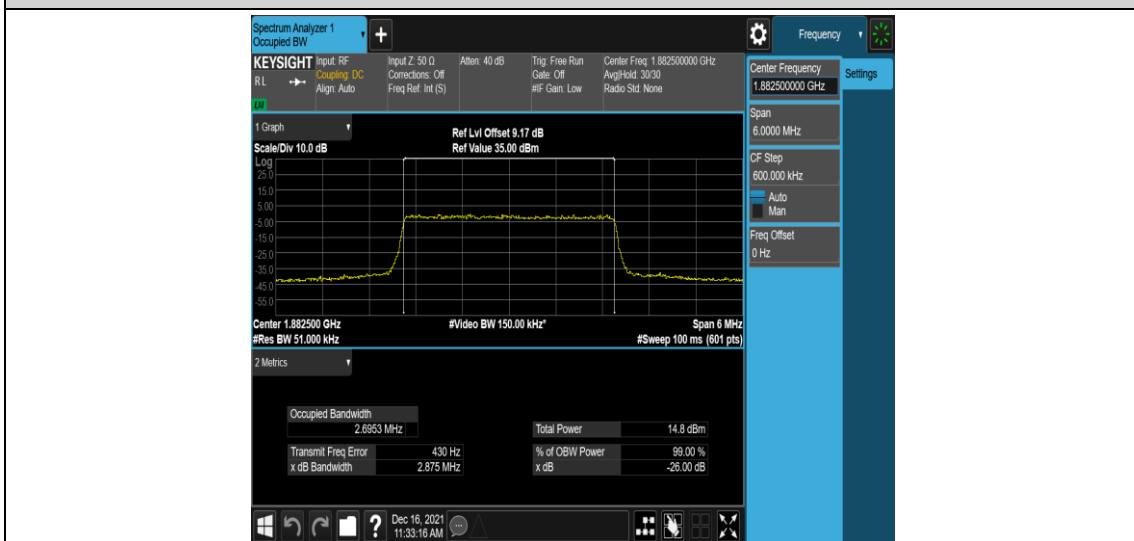 Spectrum Analyzer 1
Occupied BW
+
Frequency
KEYSIGHT
RL
LXI
Input: RF
Coupling: DC
Align: Auto
Input Z: 50 Ω
Corrections: Off
Freq Ref: Int (S)
Atten: 40 dB
Trig: Free Run
Gate: Off
#IF Gain: Low
Center Freq: 1.882500000 GHz
Avg|Hold: 30/30
Radio Std: None
Center Frequency
1.882500000 GHz
Settings
Span
6.0000 MHz
CF Step
600.000 kHz
Auto
Man
Freq Offset
0 Hz
1 Graph
Scale/Div 10.0 dB
Ref Lvl Offset 9.17 dB
Ref Value 35.00 dBm
Log
25.0
15.0
5.00
-5.00
-15.0
-25.0
-35.0
-45.0
-55.0
Center 1.882500 GHz
#Res BW 51.000 kHz
#Video BW 150.00 kHz*
Span 6 MHz
#Sweep 100 ms (601 pts)
2 Metrics
Occupied Bandwidth
2.6953 MHz
Total Power 14.8 dBm
Transmit Freq Error 430 Hz
% of OBW Power 99.00 %
x dB Bandwidth 2.875 MHz
x dB -26.00 dB
?
Dec 16, 2021
11:33:16 AM